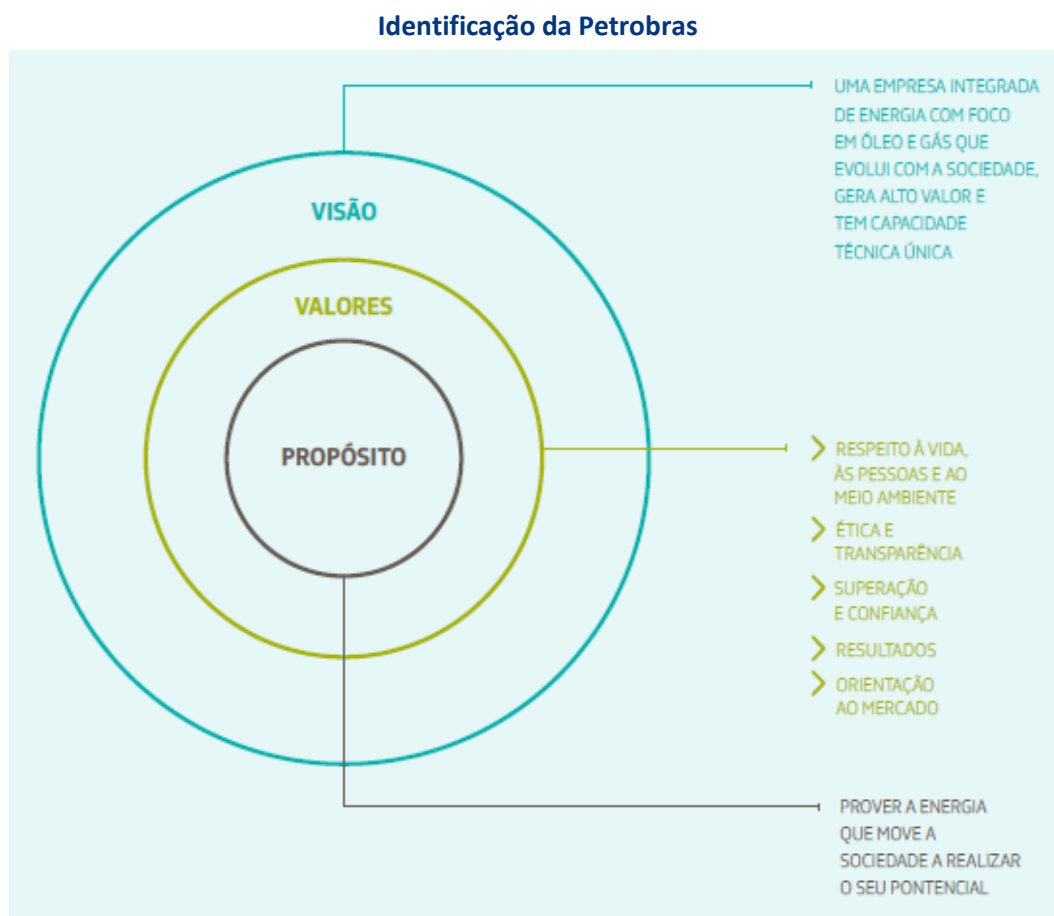 Identificação da Petrobras
UMA EMPRESA INTEGRADA
DE ENERGIA COM FOCO
EM ÓLEO E GÁS QUE
EVOLUI COM A SOCIEDADE,
GERA ALTO VALOR E
TEM CAPACIDADE
TÉCNICA ÚNICA
VISÃO
VALORES
PROPÓSITO
RESPEITO À VIDA,
ÀS PESSOAS E AO
MEIO AMBIENTE
ÉTICA E
TRANSPARÊNCIA
SUPERAÇÃO
E CONFIANÇA
RESULTADOS
ORIENTAÇÃO
AO MERCADO
PROVER A ENERGIA
QUE MOVE A
SOCIEDADE A REALIZAR
O SEU PONTENCIAL